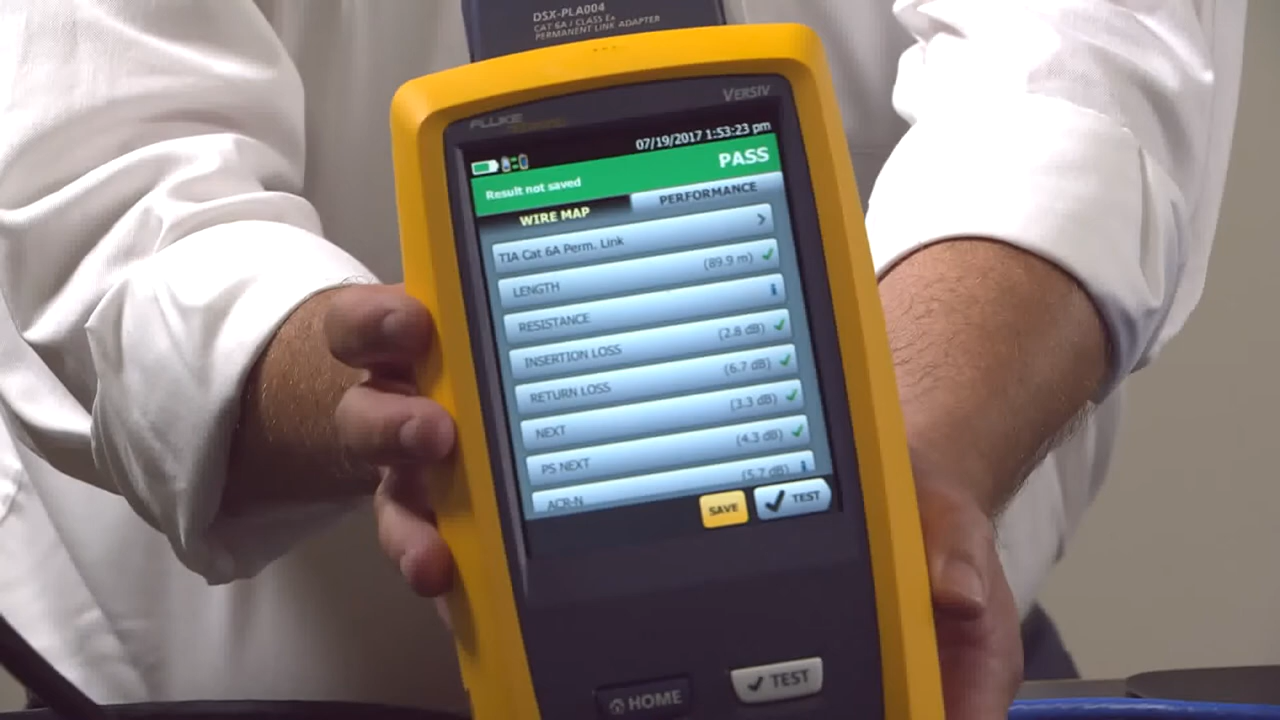 DSX-PLA004
CAT 6A / CLASS EA
PERMANENT LINK ADAPTER
VERSIV
FLUKE
07/19/2017 1:53:23 pm
PASS
Result not saved
WIRE MAP
PERFORMANCE
TIA Cat 6A Perm. Link
LENGTH (89.9 m)
RESISTANCE
INSERTION LOSS (2.8 dB)
RETURN LOSS (6.7 dB)
NEXT (3.3 dB)
PS NEXT (4.3 dB)
ACR-N (5.7 dB)
SAVE
TEST
HOME
TEST